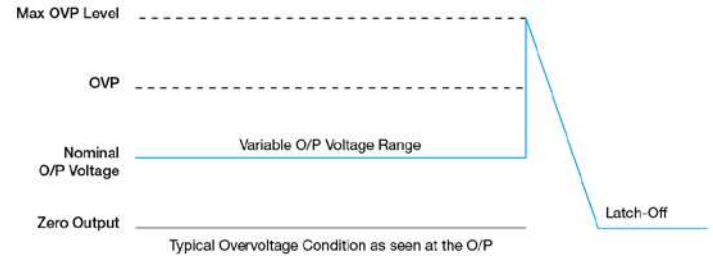 Max OVP Level
OVP
Variable O/P Voltage Range
Nominal
O/P Voltage
Zero Output
Latch-Off
Typical Overvoltage Condition as seen at the O/P